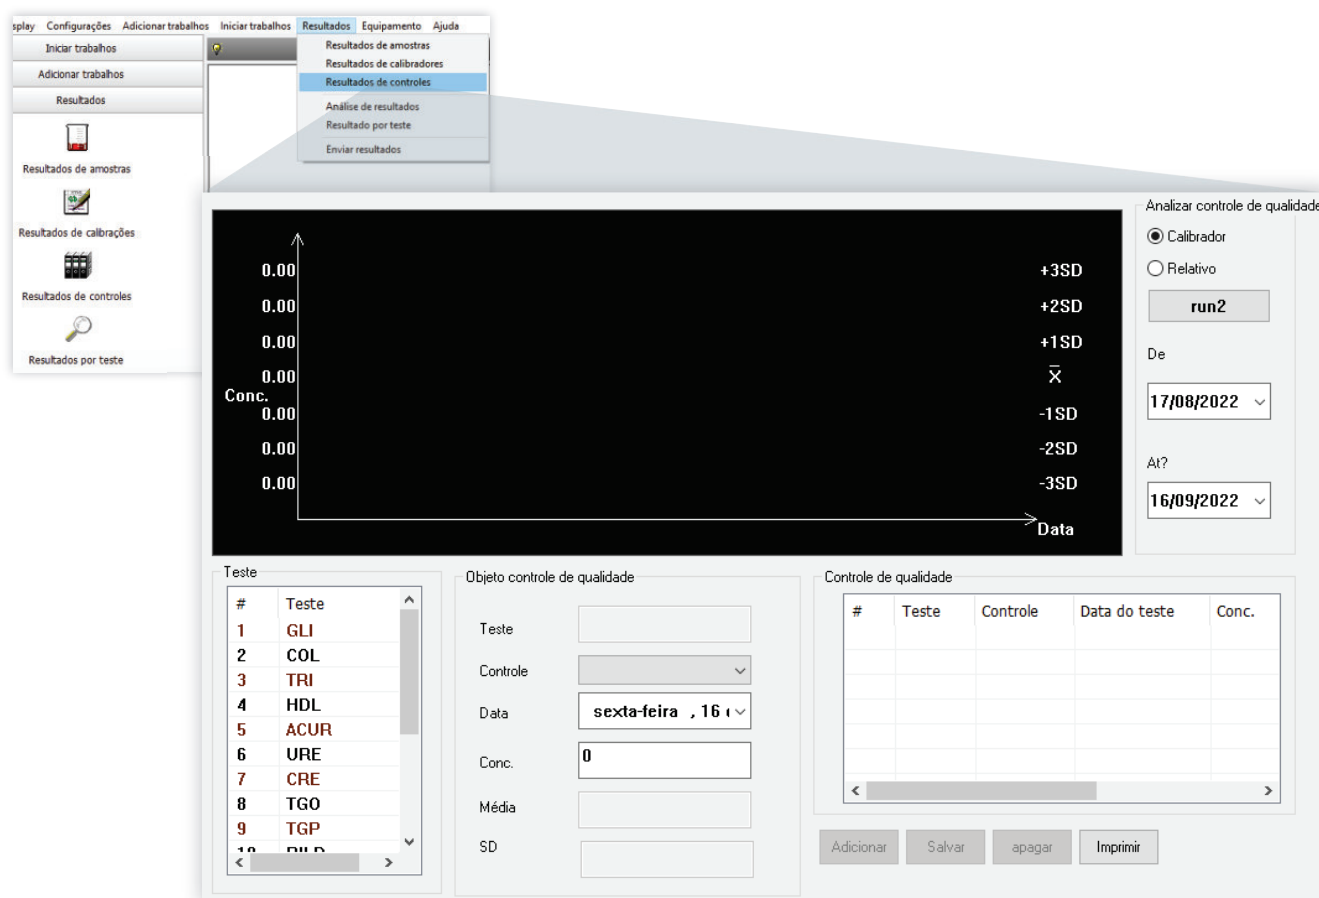 splay Configurações Adicionar trabalhos Iniciar trabalhos Resultados Equipamento Ajuda
Iniciar trabalhos
Adicionar trabalhos
Resultados
Resultados de amostras
Resultados de calibrações
Resultados de controles
Resultados por teste
Resultados de amostras
Resultados de calibradores
Resultados de controles
Análise de resultados
Resultado por teste
Enviar resultados
0.00 +3SD
0.00 +2SD
0.00 +1SD
0.00 X̄
Conc.
0.00 -1SD
0.00 -2SD
0.00 -3SD
Data
Analizar controle de qualidade
Calibrador
Relativo
run2
De
17/08/2022
At?
16/09/2022
Teste
# Teste
1 GLI
2 COL
3 TRI
4 HDL
5 ACUR
6 URE
7 CRE
8 TGO
9 TGP
Objeto controle de qualidade
Teste
Controle
Data sexta-feira , 16
Conc. 0
Média
SD
Controle de qualidade
# Teste Controle Data do teste Conc.
Adicionar Salvar apagar Imprimir